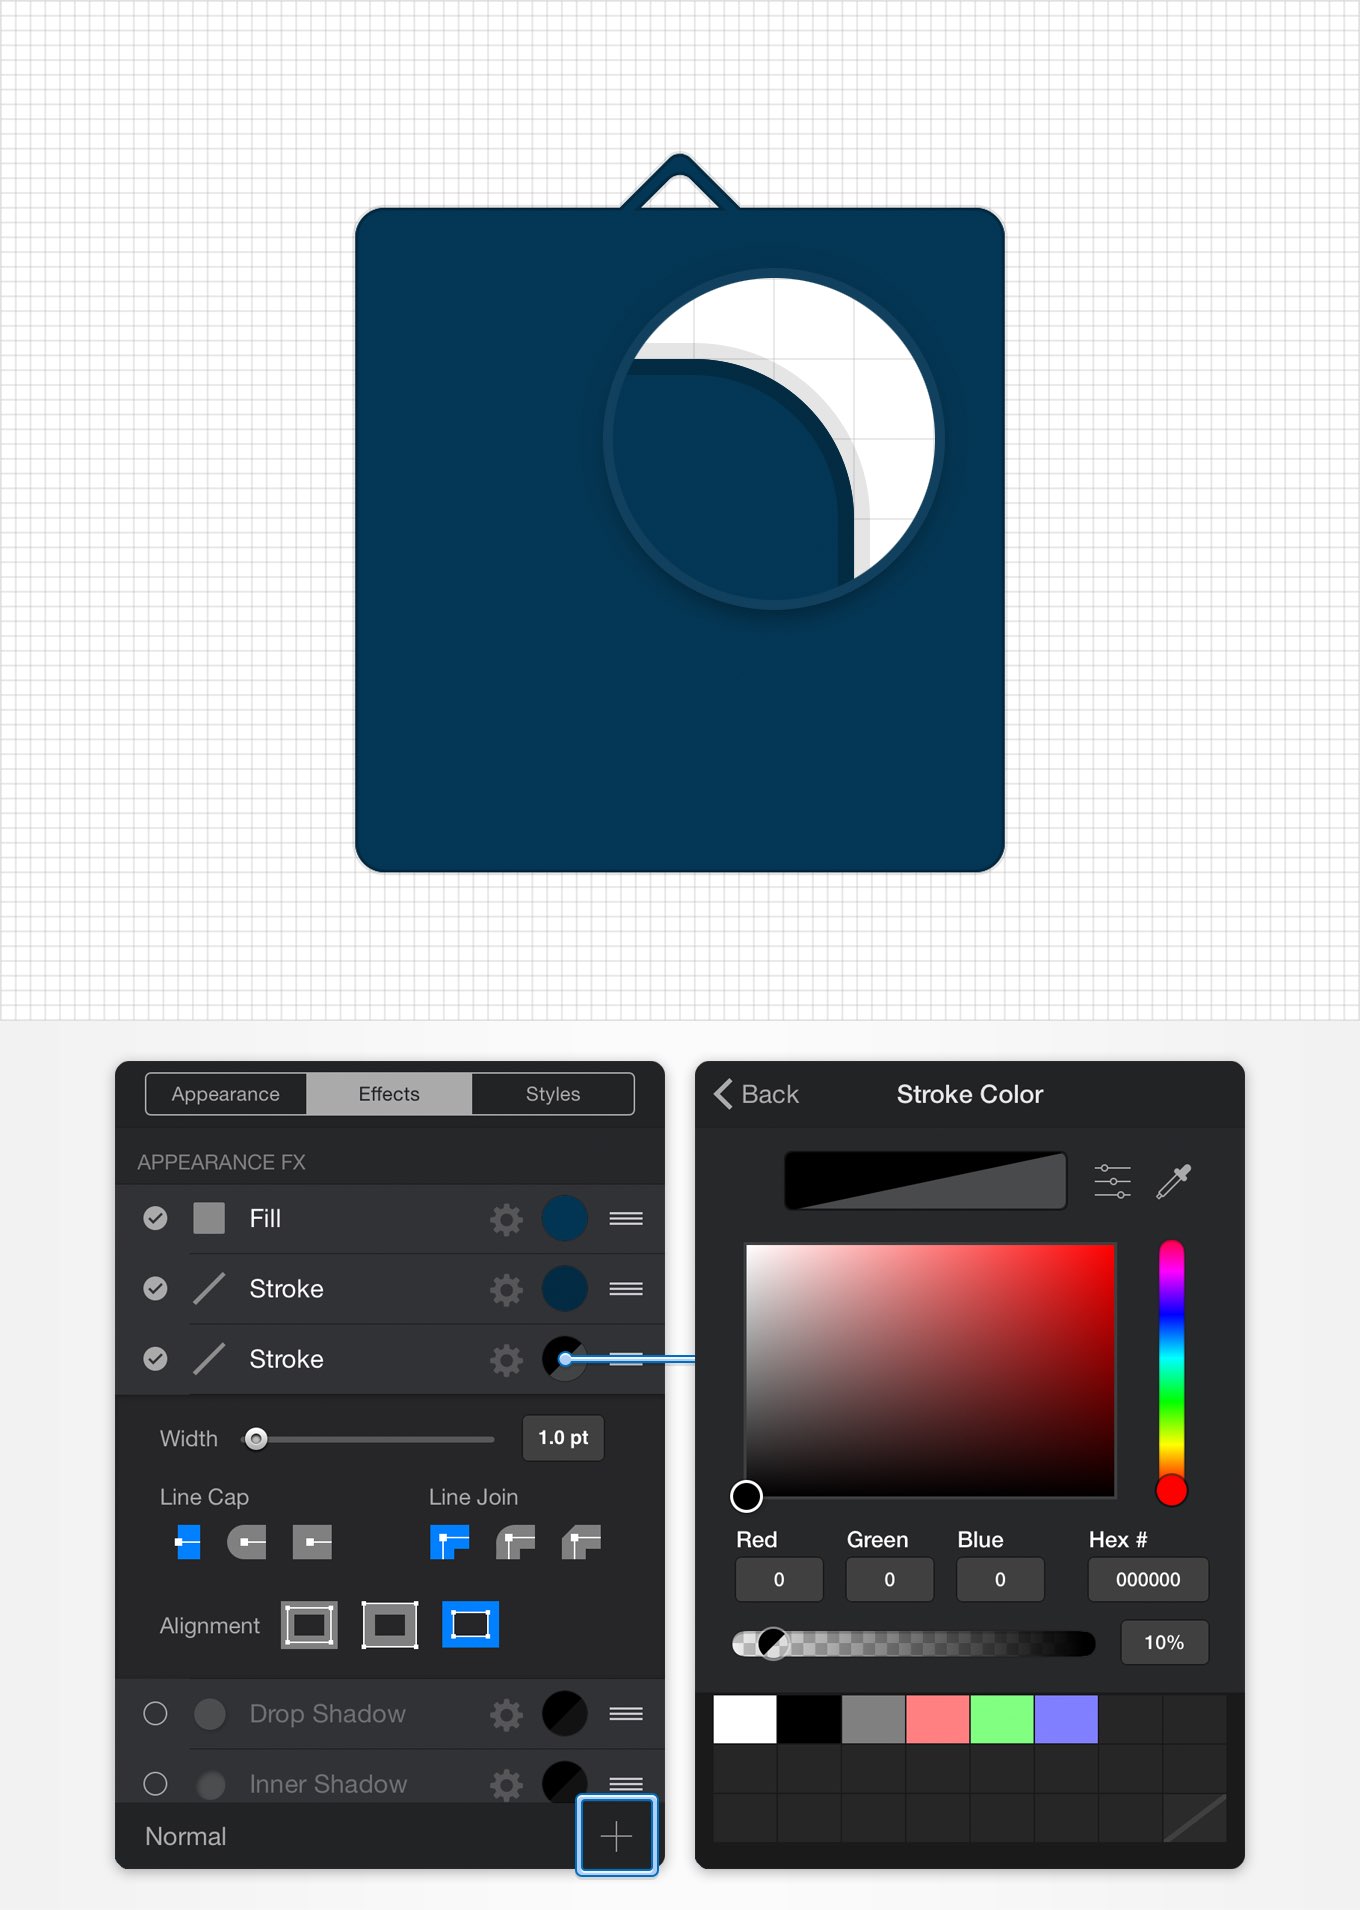 Appearance
Effects
Styles
APPEARANCE FX
Fill
Stroke
Stroke
Width
1.0 pt
Line Cap
Line Join
Alignment
Drop Shadow
Inner Shadow
Normal
Back
Stroke Color
Red
Green
Blue
Hex #
0
0
0
000000
10%